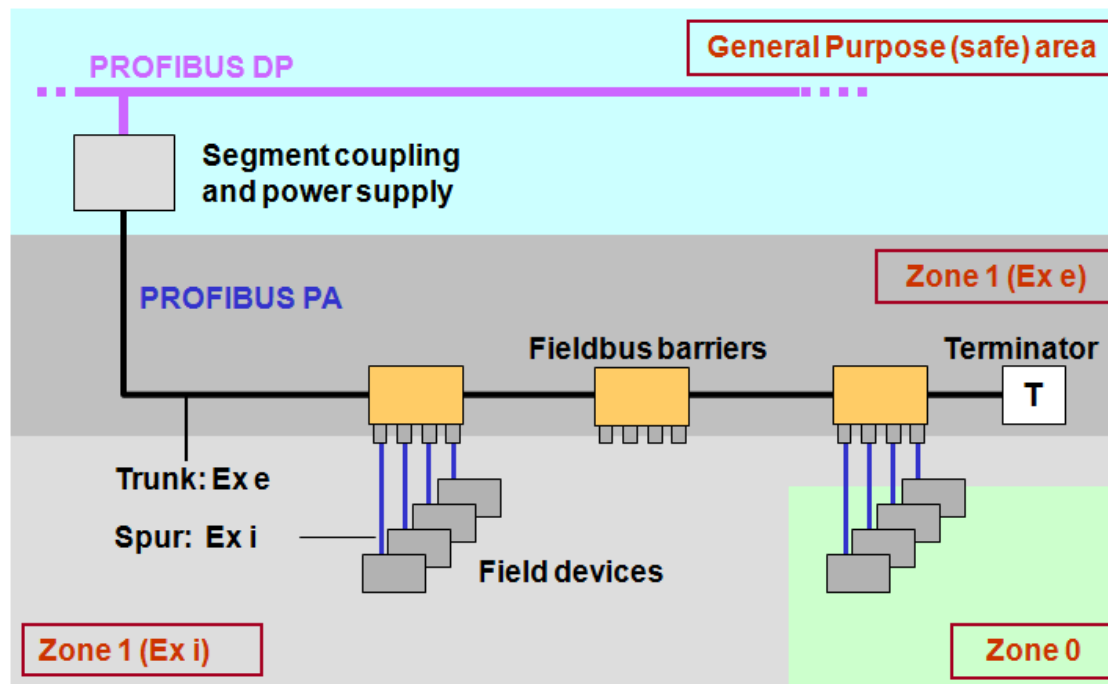 General Purpose (safe) area
PROFIBUS DP
Segment coupling
and power supply
Zone 1 (Ex e)
PROFIBUS PA
Fieldbus barriers
Terminator
T
Trunk: Ex e
Spur: Ex i
Field devices
Zone 1 (Ex i)
Zone 0